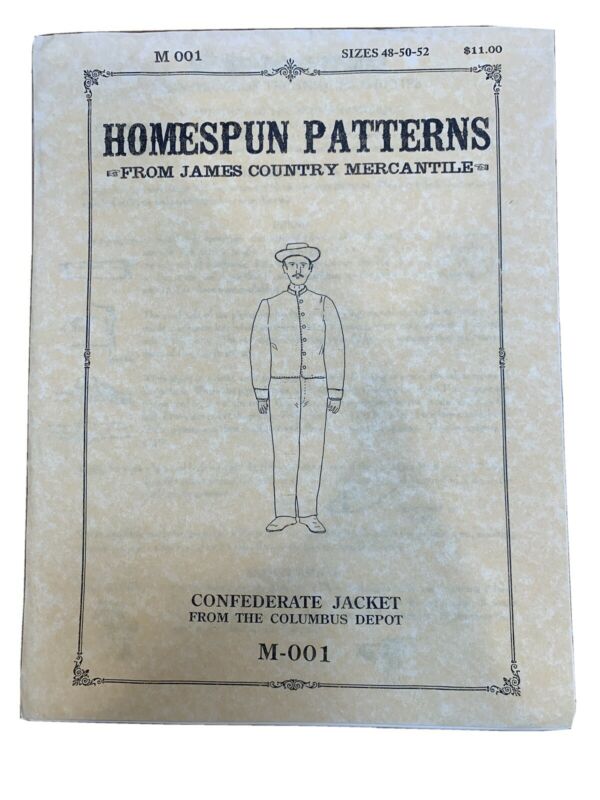 M 001 SIZES 48-50-52 $11.00
HOMESPUN PATTERNS
☞FROM JAMES COUNTRY MERCANTILE☜
CONFEDERATE JACKET
FROM THE COLUMBUS DEPOT
M-001